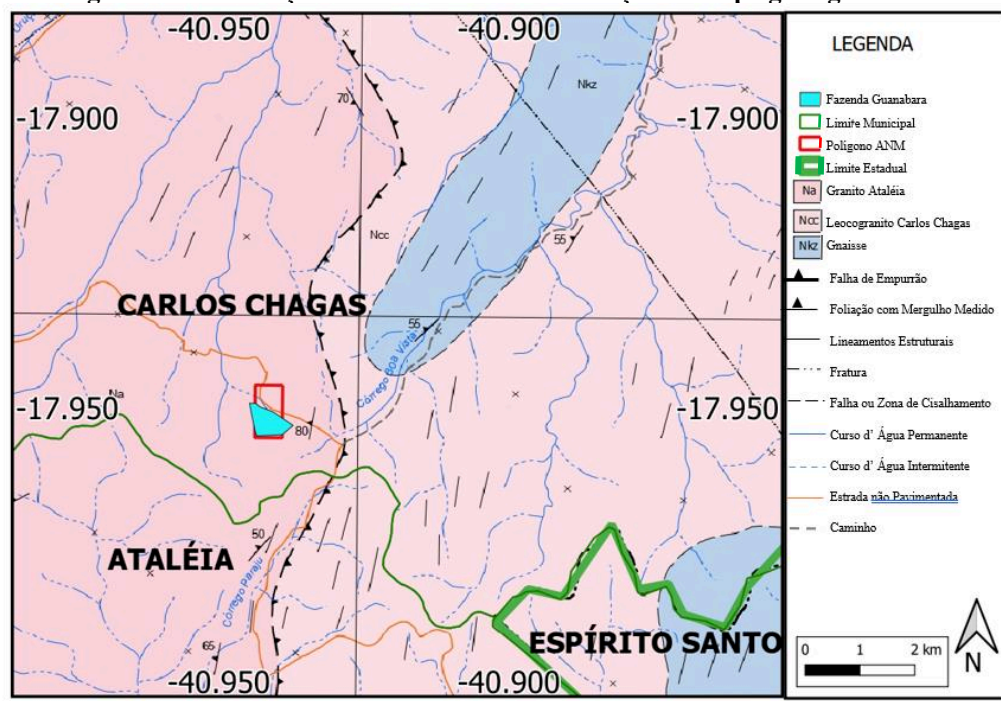 -40.950
-40.900
Nkz
-17.900
-17.900
70
Ncc
55
CARLOS CHAGAS
55
Córrego Boa Vista
Na
-17.950
-17.950
80
50
ATALÉIA
Córrego Paraju
ESPÍRITO SANTO
65
-40.950
-40.900
LEGENDA
Fazenda Guanabara
Limite Municipal
Polígono ANM
Limite Estadual
Na Granito Ataléia
Ncc Leocogranito Carlos Chagas
Nkz Gnaisse
Falha de Empurrão
Foliação com Mergulho Medido
Lineamentos Estruturais
Fratura
Falha ou Zona de Cisalhamento
Curso d' Água Permanente
Curso d' Água Intermitente
Estrada não Pavimentada
Caminho
0 1 2 km
N